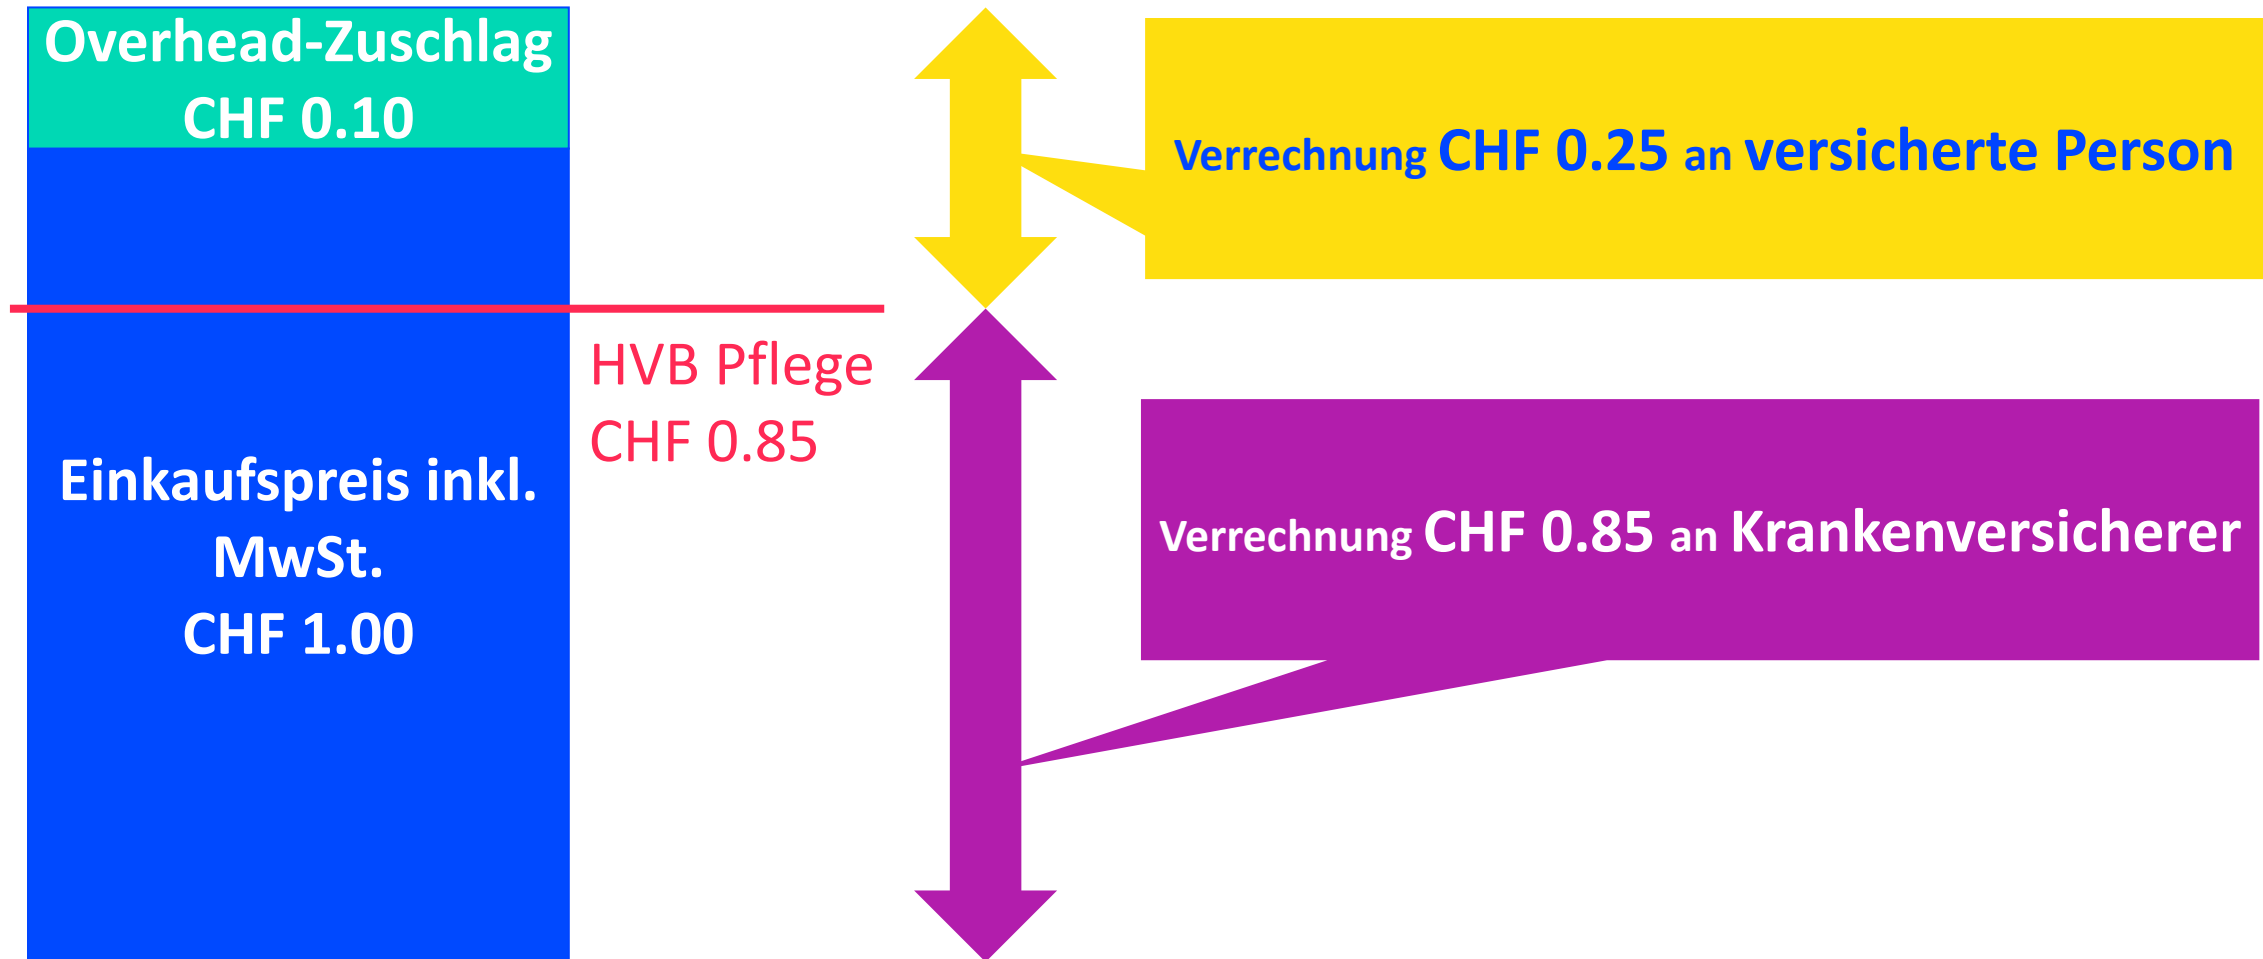 Overhead-Zuschlag
CHF 0.10
Einkaufspreis inkl.
MwSt.
CHF 1.00
HVB Pflege
CHF 0.85
Verrechnung CHF 0.25 an versicherte Person
Verrechnung CHF 0.85 an Krankenversicherer